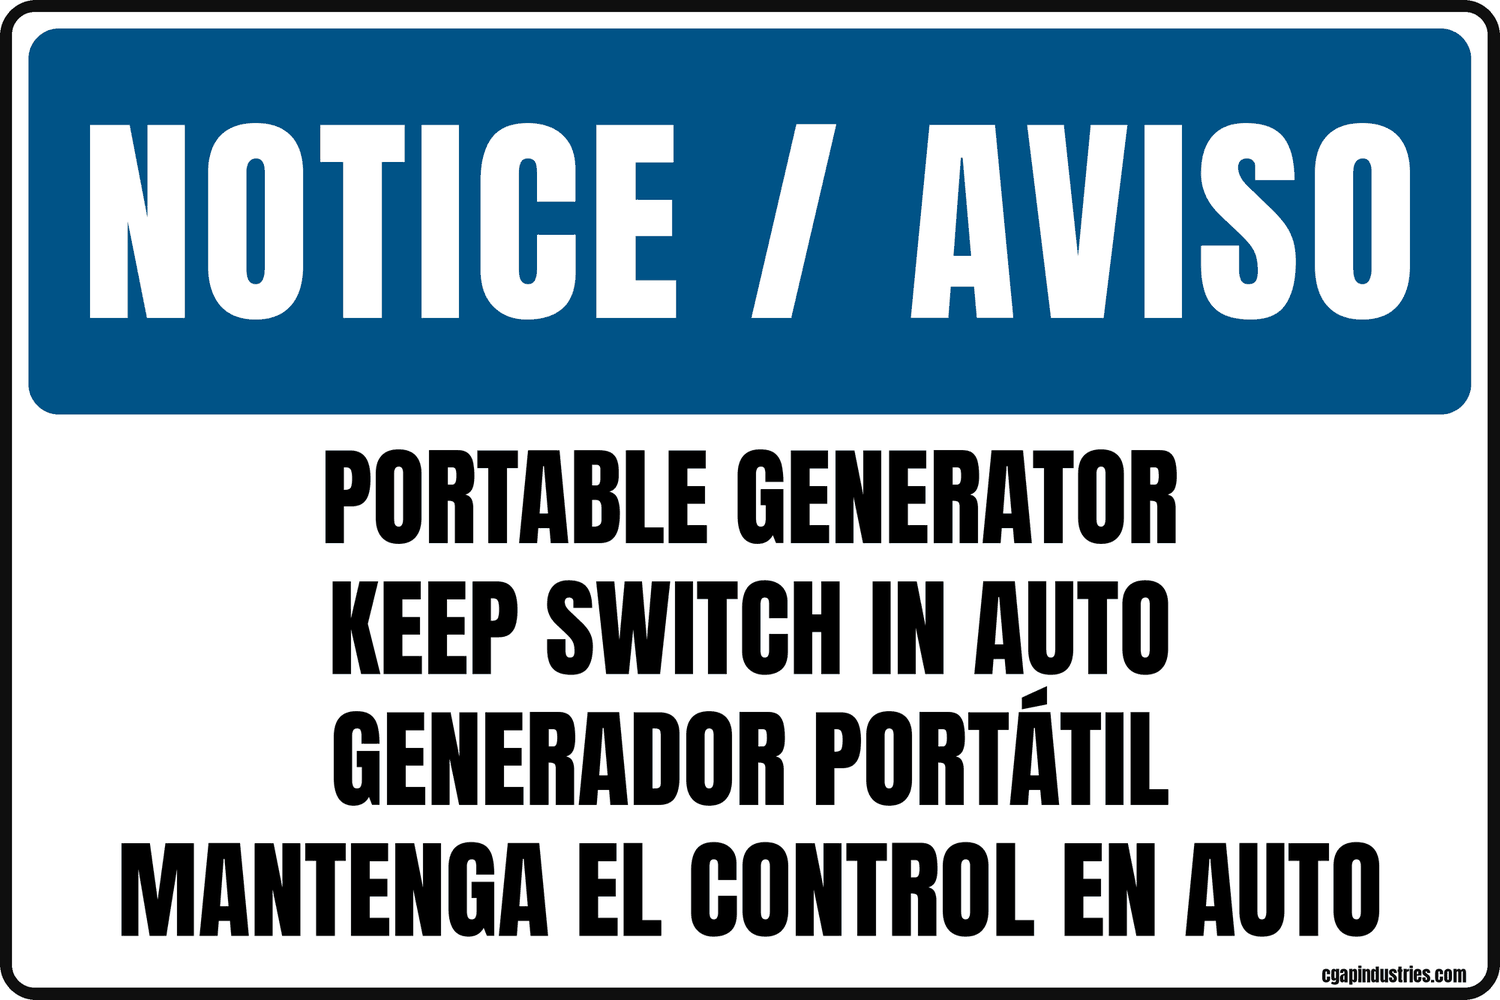 NOTICE / AVISO
PORTABLE GENERATOR
KEEP SWITCH IN AUTO
GENERADOR PORTÁTIL
MANTENGA EL CONTROL EN AUTO
cgapindustries.com